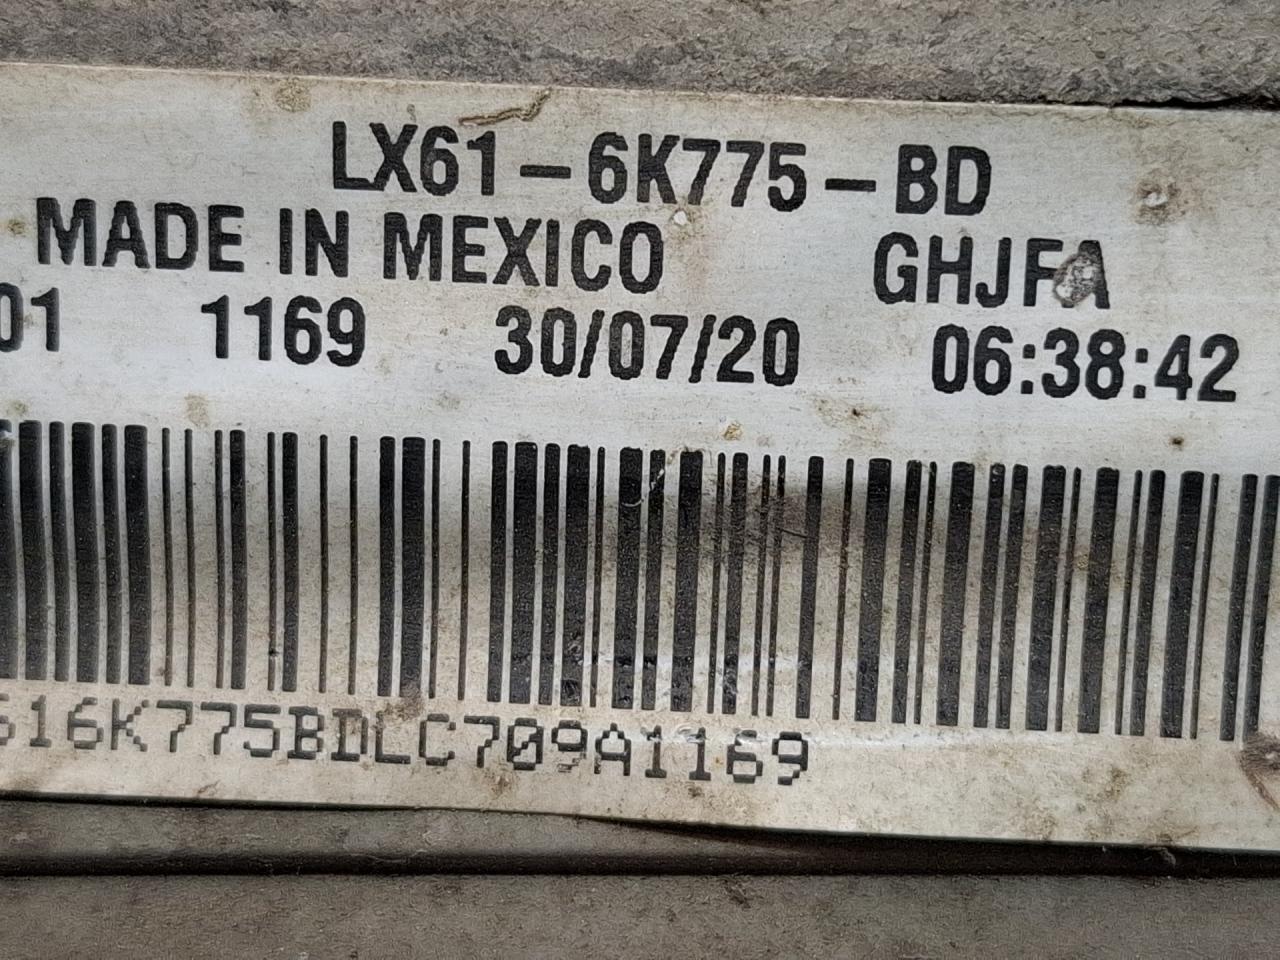 LX61-6K775-BD
MADE IN MEXICO GHJFA
01 1169 30/07/20 06:38:42
616K775BDLC709A1169